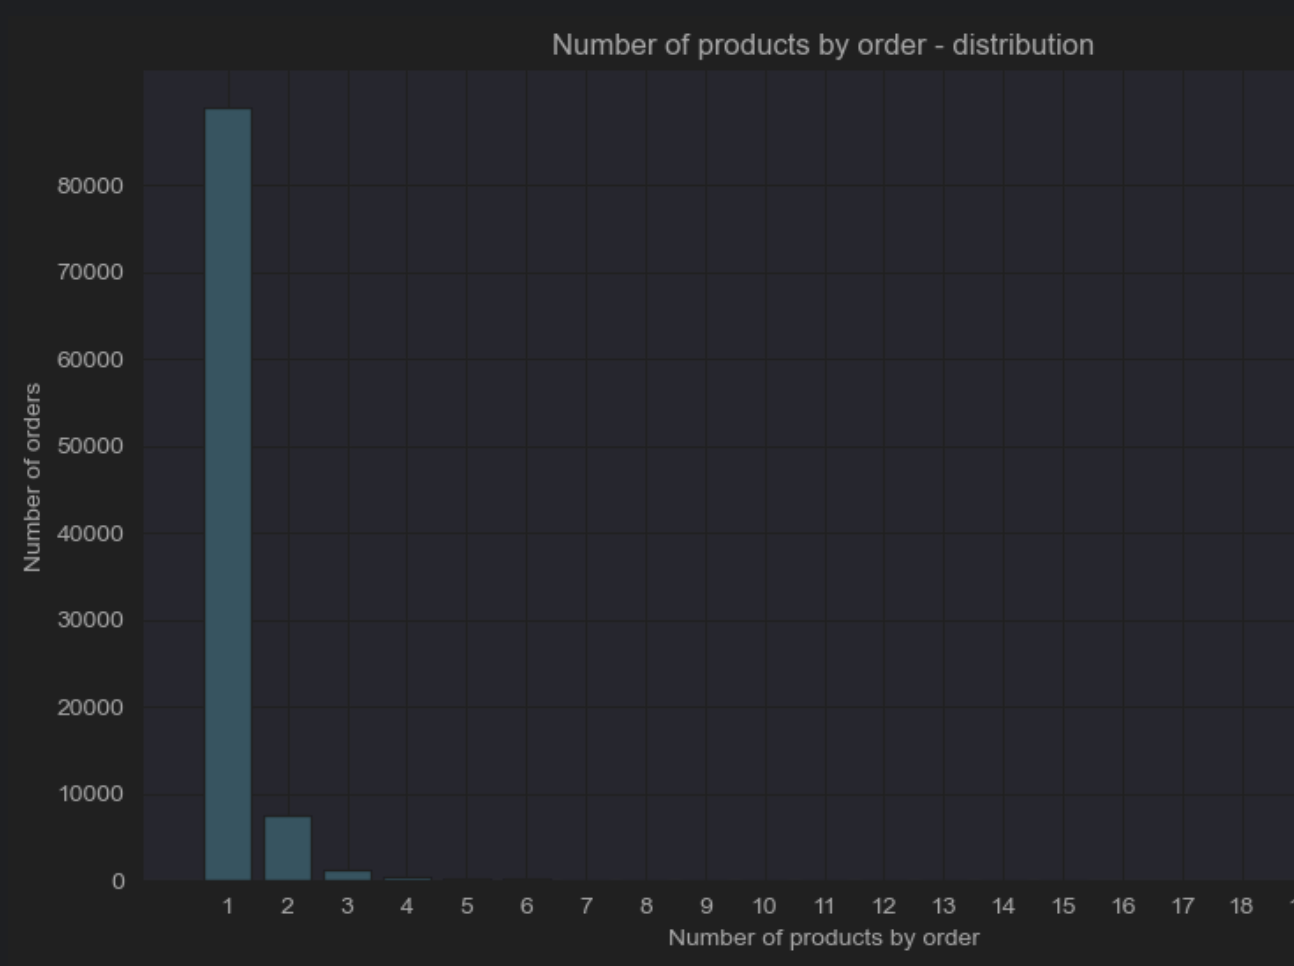 Number of products by order - distribution
Number of orders
80000
70000
60000
50000
40000
30000
20000
10000
0
1 2 3 4 5 6 7 8 9 10 11 12 13 14 15 16 17 18
Number of products by order